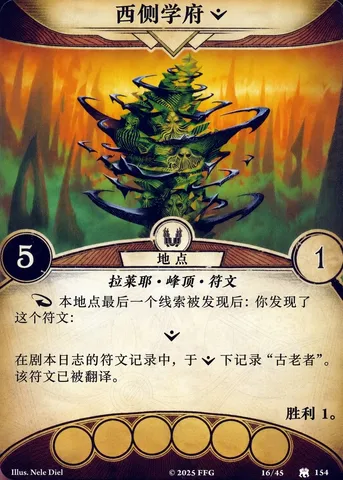 西侧学府
5
地点
1
拉莱耶·峰顶·符文
本地点最后一个线索被发现后：你发现了
这个符文：
在剧本日志的符文记录中，于 下记录“古老者”。
该符文已被翻译。
胜利 1。
Illus. Nele Diel
© 2025 FFG
16/45
154